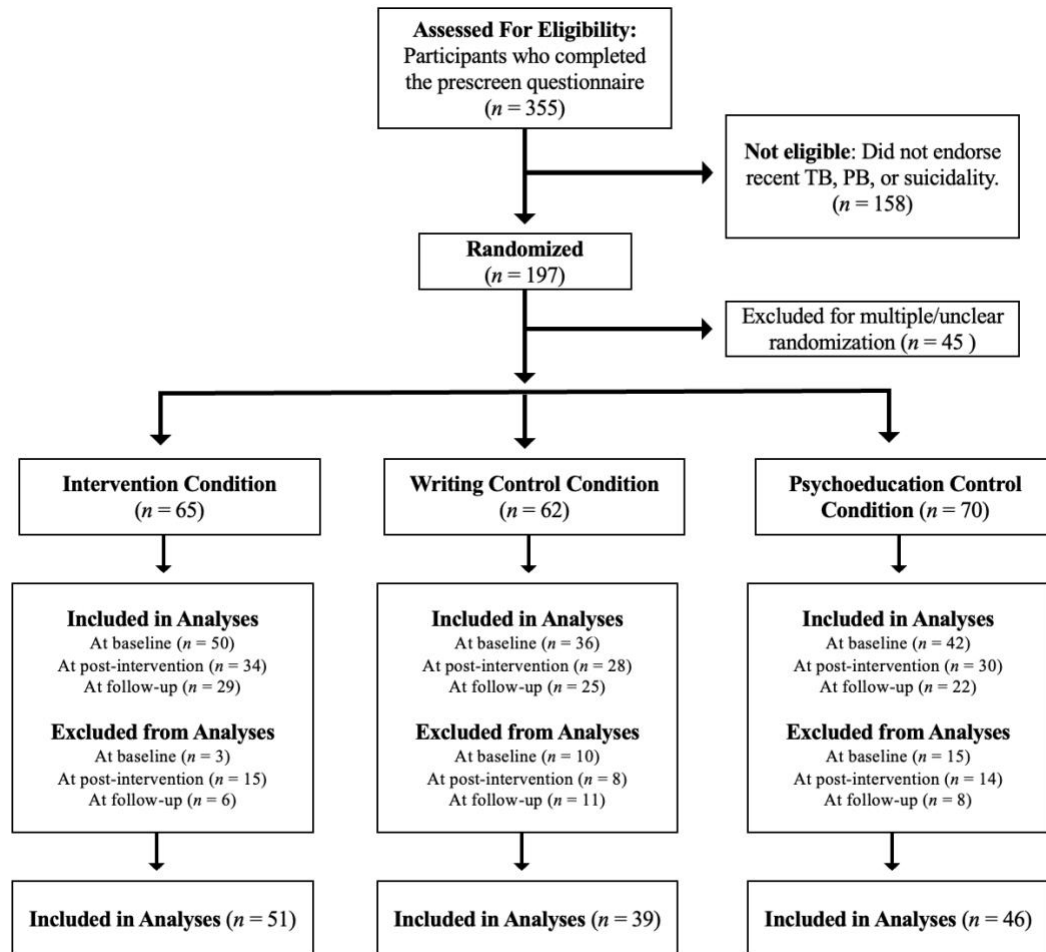 Assessed For Eligibility:
Participants who completed
the prescreen questionnaire
(n = 355)
Not eligible: Did not endorse
recent TB, PB, or suicidality.
(n = 158)
Randomized
(n = 197)
Excluded for multiple/unclear
randomization (n = 45 )
Intervention Condition
(n = 65)
Writing Control Condition
(n = 62)
Psychoeducation Control
Condition (n = 70)
Included in Analyses
At baseline (n = 50)
At post-intervention (n = 34)
At follow-up (n = 29)
Excluded from Analyses
At baseline (n = 3)
At post-intervention (n = 15)
At follow-up (n = 6)
Included in Analyses
At baseline (n = 36)
At post-intervention (n = 28)
At follow-up (n = 25)
Excluded from Analyses
At baseline (n = 10)
At post-intervention (n = 8)
At follow-up (n = 11)
Included in Analyses
At baseline (n = 42)
At post-intervention (n = 30)
At follow-up (n = 22)
Excluded from Analyses
At baseline (n = 15)
At post-intervention (n = 14)
At follow-up (n = 8)
Included in Analyses (n = 51)
Included in Analyses (n = 39)
Included in Analyses (n = 46)